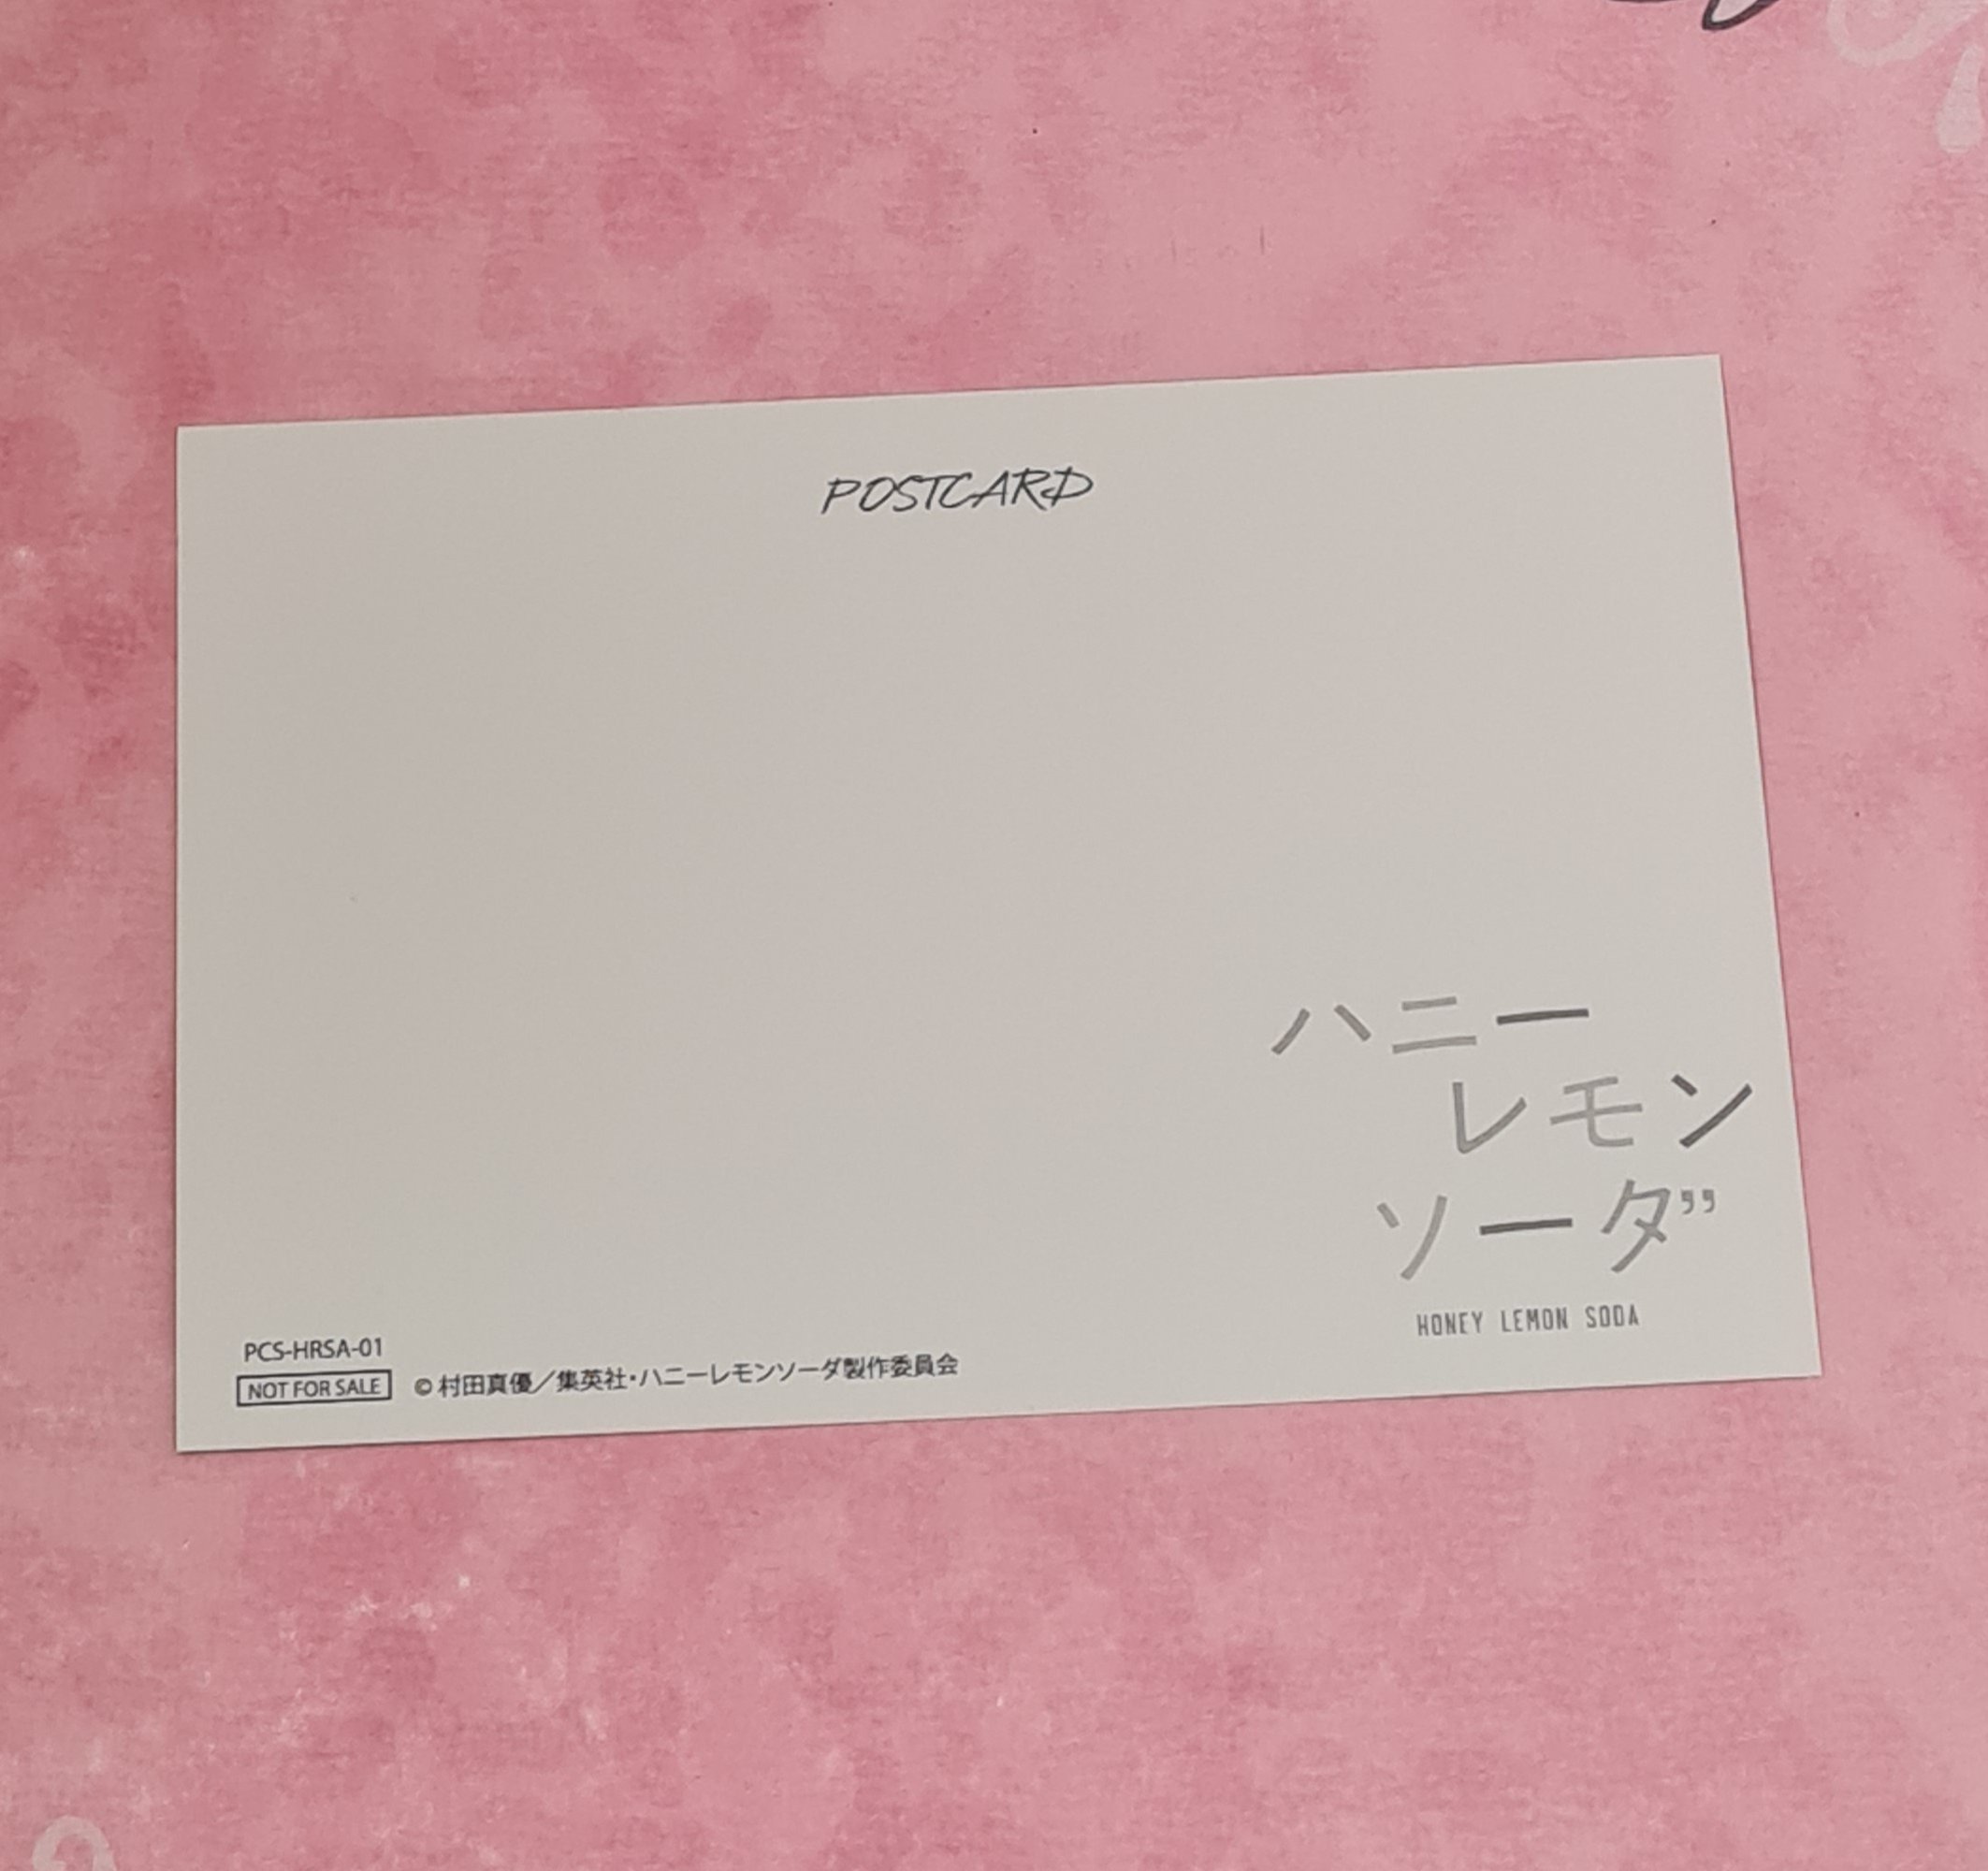 POSTCARD
ハニー
レモン
ソーダ
HONEY LEMON SODA
PCS-HRSA-01
NOT FOR SALE
© 村田真優／集英社・ハニーレモンソーダ製作委員会